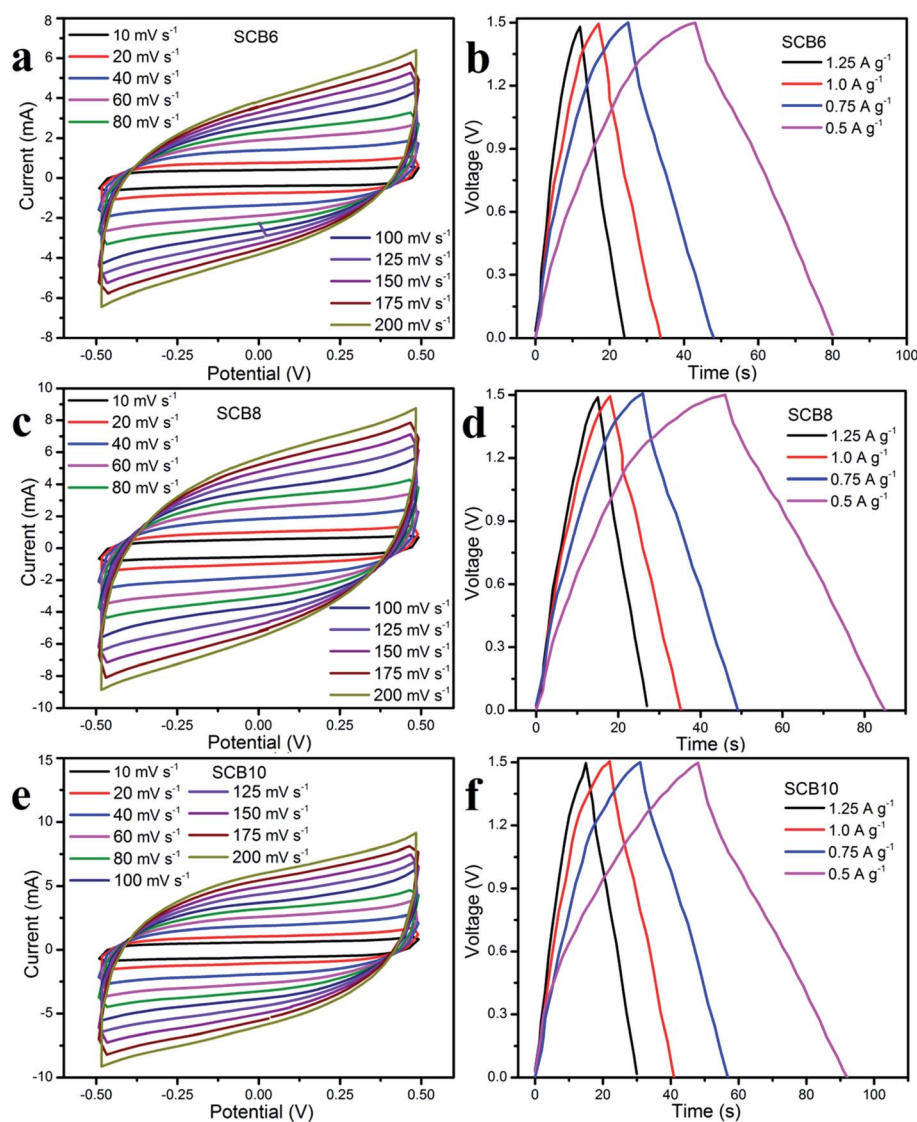 a
SCB6
10 mV s⁻¹
20 mV s⁻¹
40 mV s⁻¹
60 mV s⁻¹
80 mV s⁻¹
100 mV s⁻¹
125 mV s⁻¹
150 mV s⁻¹
175 mV s⁻¹
200 mV s⁻¹
8
6
4
2
0
-2
-4
-6
-8
Current (mA)
-0.50 -0.25 0.00 0.25 0.50
Potential (V)
b
SCB6
1.25 A g⁻¹
1.0 A g⁻¹
0.75 A g⁻¹
0.5 A g⁻¹
1.5
1.2
0.9
0.6
0.3
0.0
Voltage (V)
0 20 40 60 80 100
Time (s)
c
SCB8
10 mV s⁻¹
20 mV s⁻¹
40 mV s⁻¹
60 mV s⁻¹
80 mV s⁻¹
100 mV s⁻¹
125 mV s⁻¹
150 mV s⁻¹
175 mV s⁻¹
200 mV s⁻¹
10
8
6
4
2
0
-2
-4
-6
-8
-10
Current (mA)
-0.50 -0.25 0.00 0.25 0.50
Potential (V)
d
SCB8
1.25 A g⁻¹
1.0 A g⁻¹
0.75 A g⁻¹
0.5 A g⁻¹
1.5
1.2
0.9
0.6
0.3
0.0
Voltage (V)
0 20 40 60 80
Time (s)
e
SCB10
10 mV s⁻¹
20 mV s⁻¹
40 mV s⁻¹
60 mV s⁻¹
80 mV s⁻¹
100 mV s⁻¹
125 mV s⁻¹
150 mV s⁻¹
175 mV s⁻¹
200 mV s⁻¹
15
10
5
0
-5
-10
Current (mA)
-0.50 -0.25 0.00 0.25 0.50
Potential (V)
f
SCB10
1.25 A g⁻¹
1.0 A g⁻¹
0.75 A g⁻¹
0.5 A g⁻¹
1.5
1.2
0.9
0.6
0.3
0.0
Voltage (V)
0 20 40 60 80 100
Time (s)